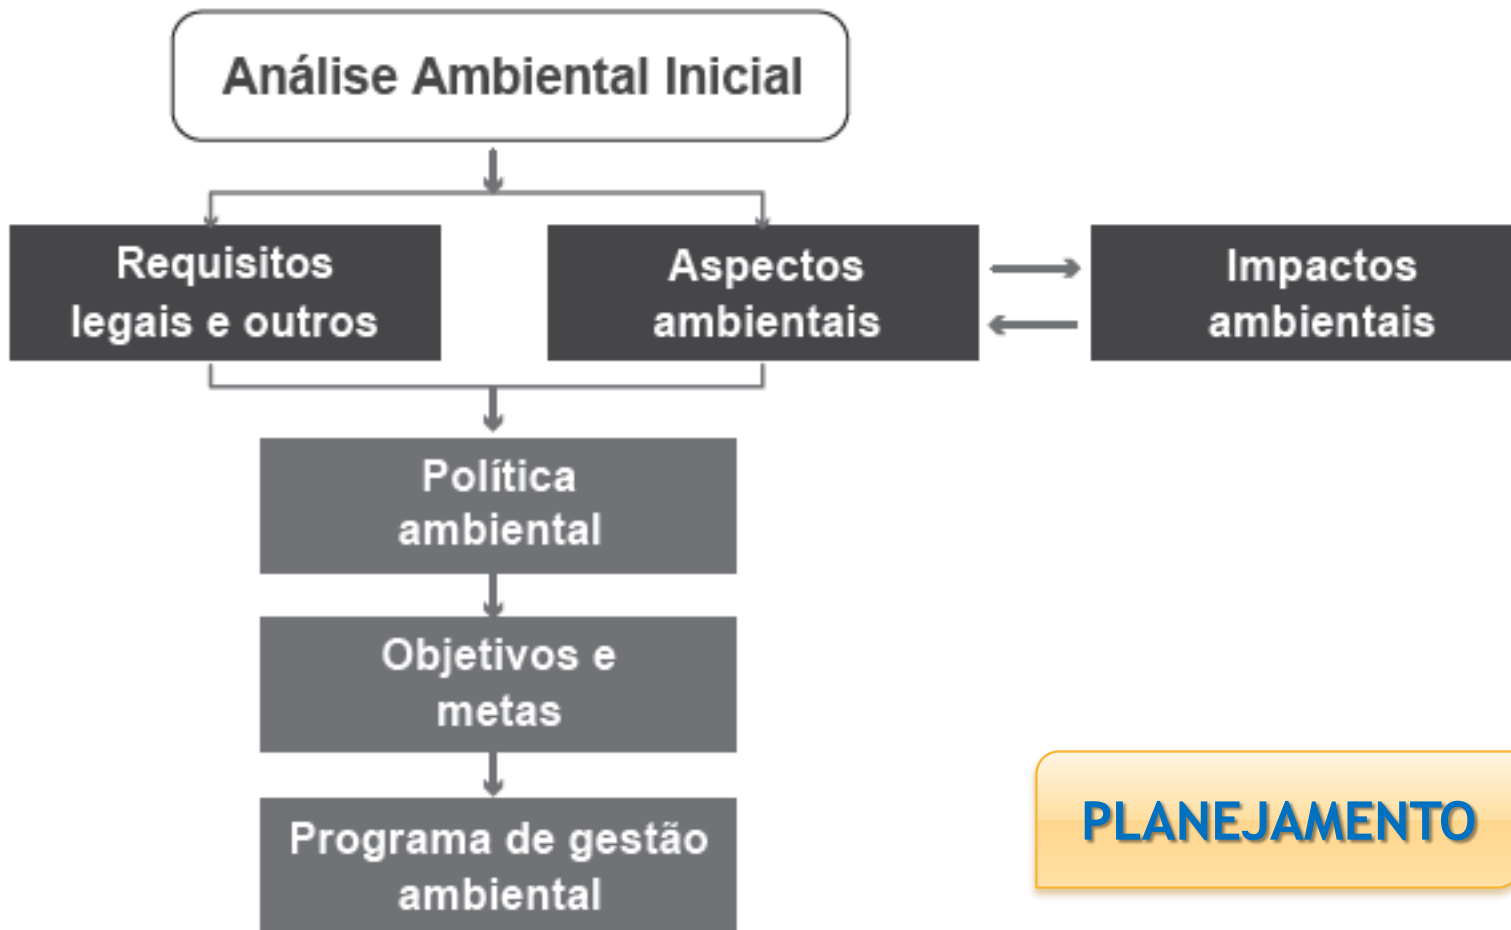 Análise Ambiental Inicial
Requisitos
legais e outros
Aspectos
ambientais
Impactos
ambientais
Política
ambiental
Objetivos e
metas
Programa de gestão
ambiental
PLANEJAMENTO